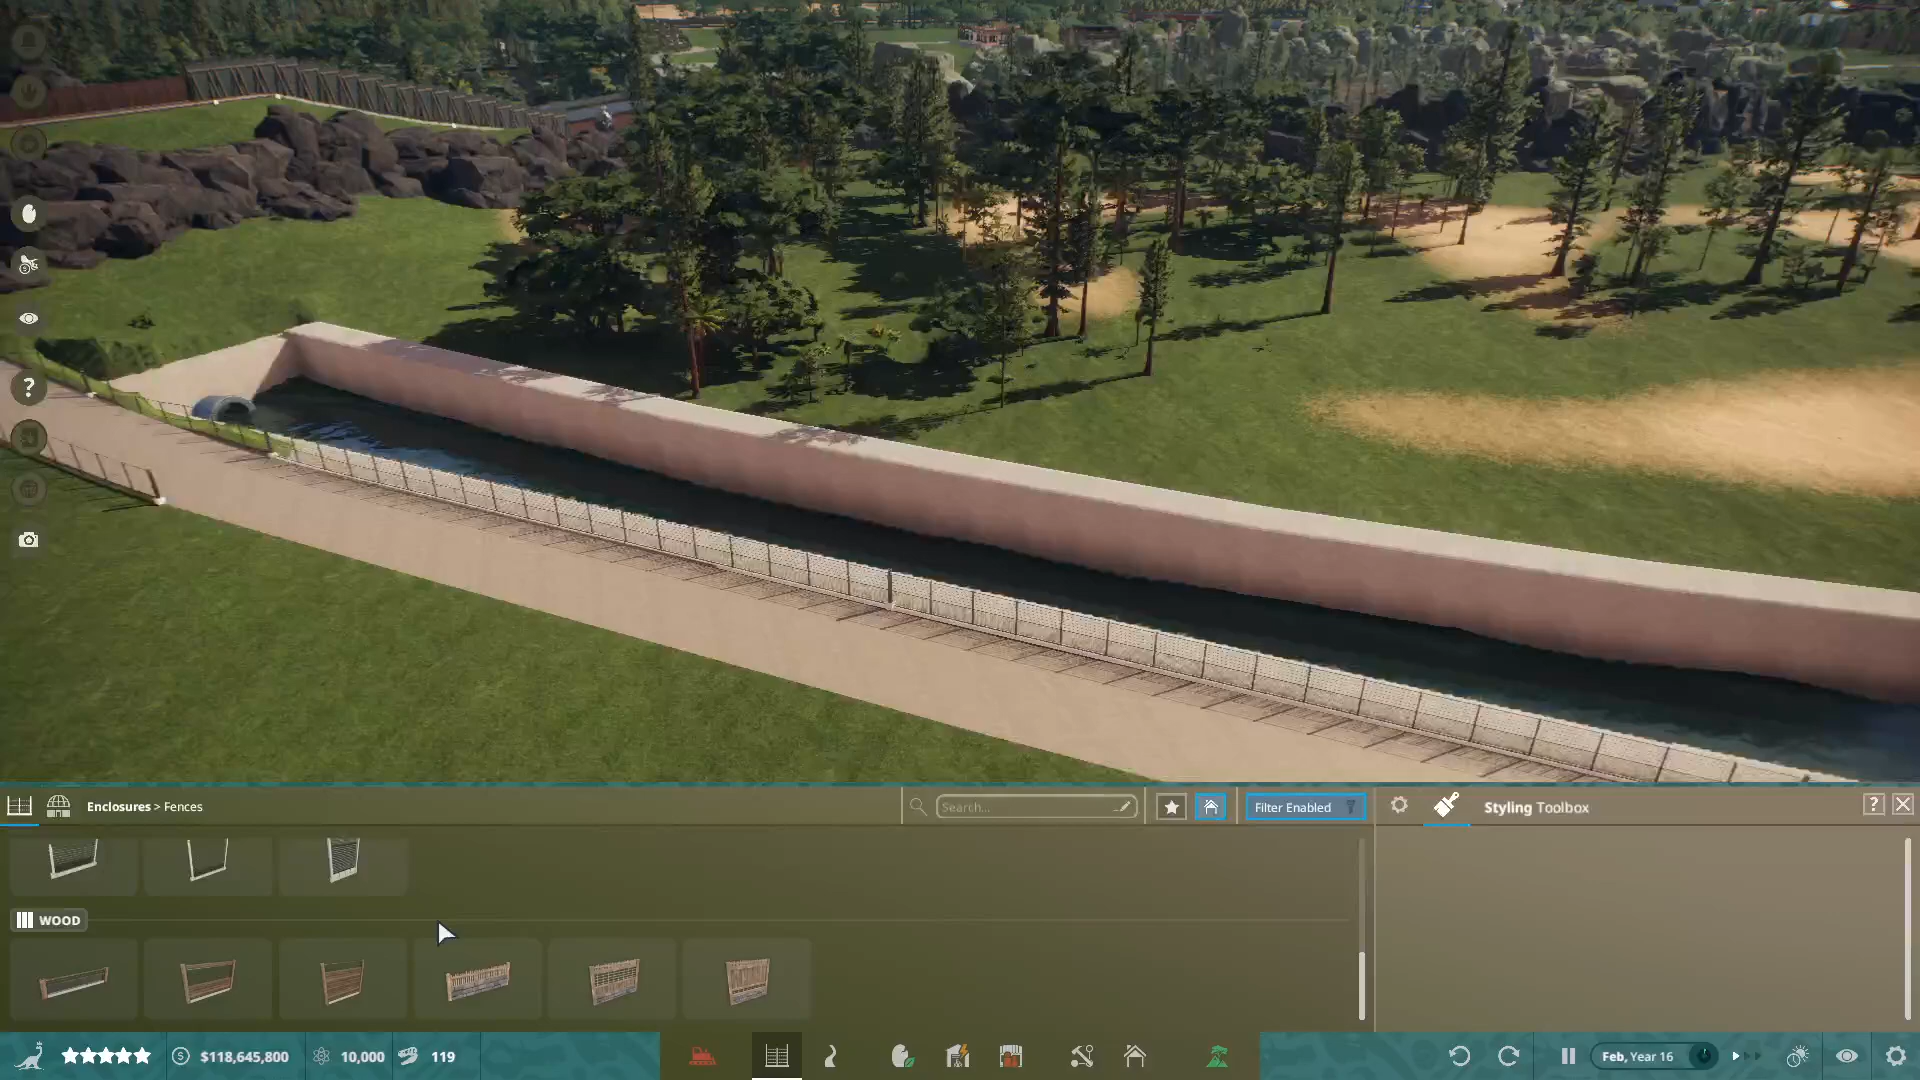 Enclosures > Fences
Search...
Filter Enabled
Styling Toolbox
?
?
WOOD
$118,645,800
10,000
119
Feb, Year 16